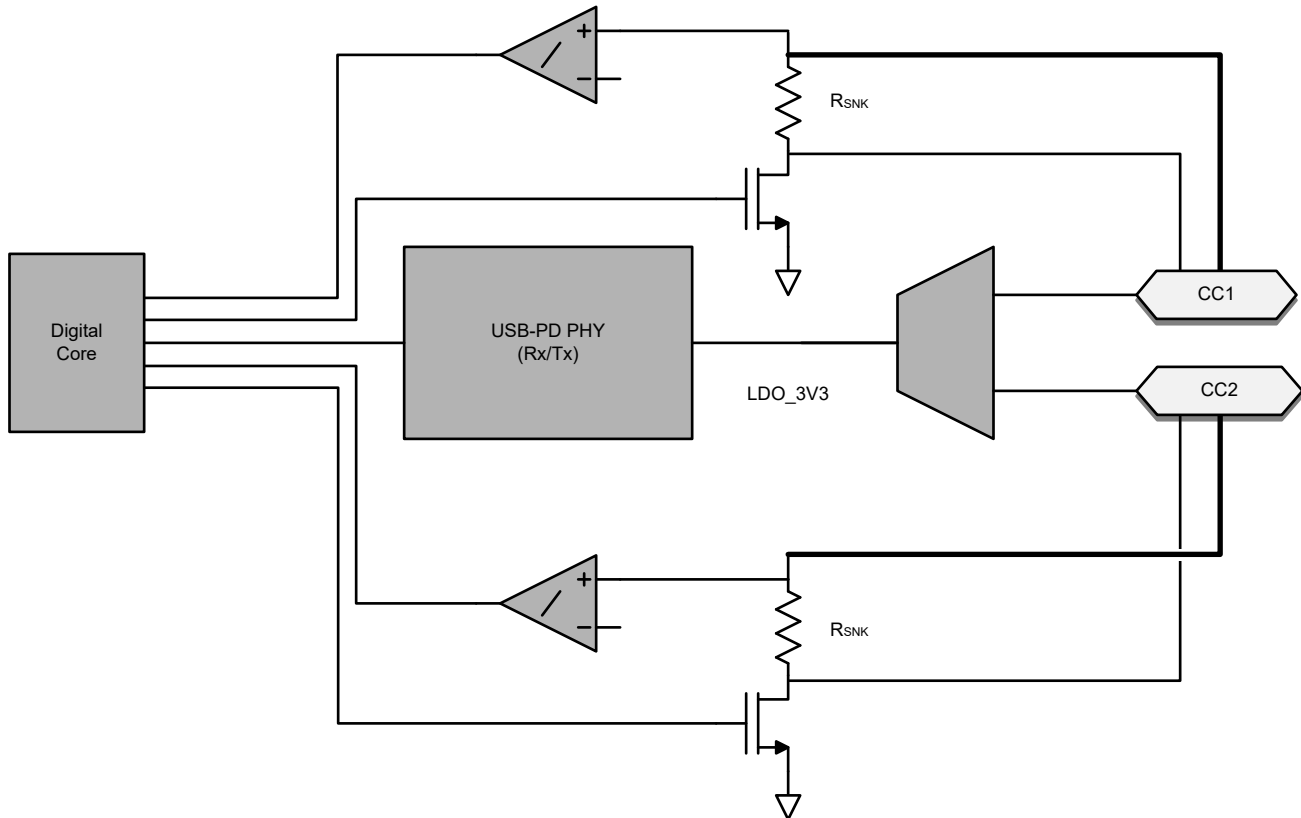 +
−
RSNK
Digital
Core
USB-PD PHY
(Rx/Tx)
LDO_3V3
CC1
CC2
+
−
RSNK